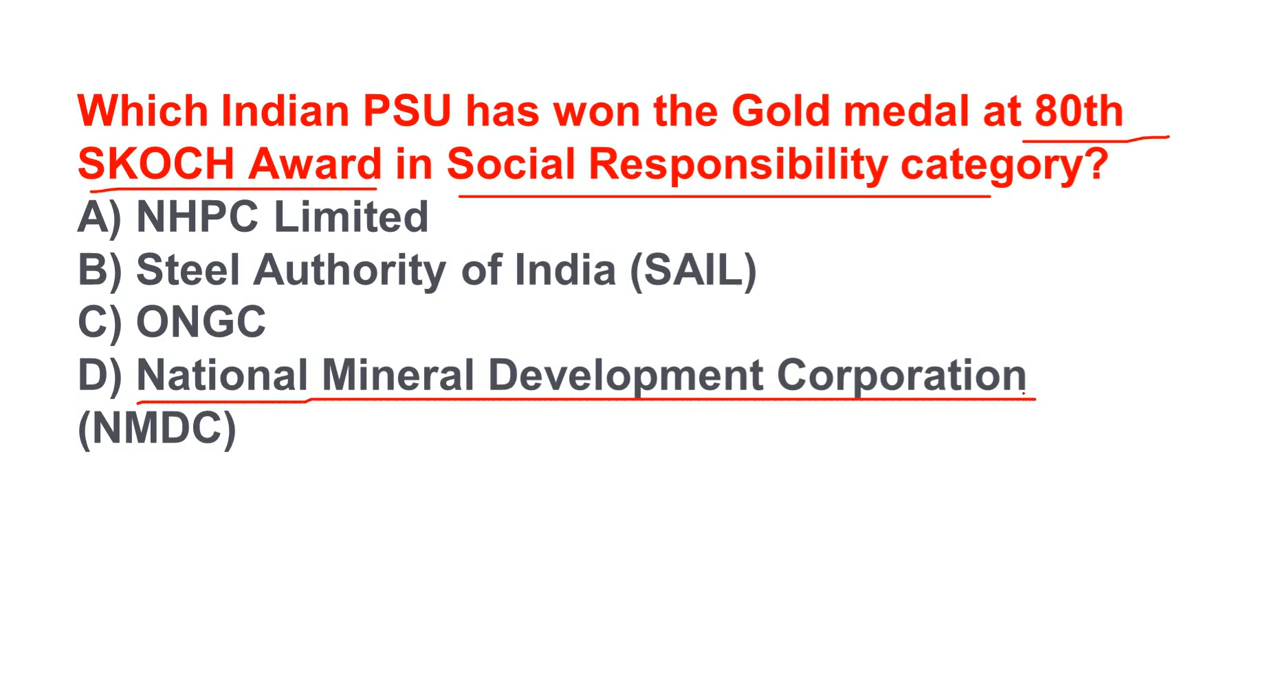 Which Indian PSU has won the Gold medal at 80th
SKOCH Award in Social Responsibility category?
A) NHPC Limited
B) Steel Authority of India (SAIL)
C) ONGC
D) National Mineral Development Corporation
(NMDC)